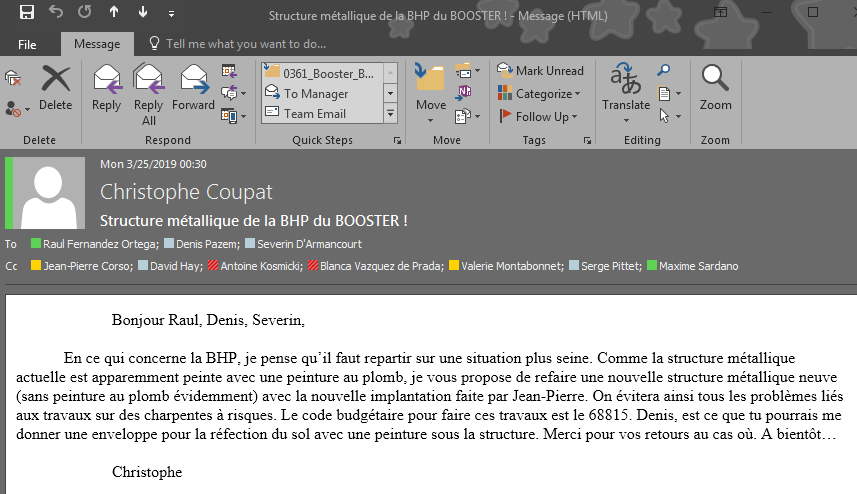 Structure métallique de la BHP du BOOSTER ! - Message (HTML)
File
Message
Tell me what you want to do...
Delete
Reply
Reply All
Forward
0361_Booster_B...
To Manager
Team Email
Move
Mark Unread
Categorize
Follow Up
Translate
Zoom
Delete
Respond
Quick Steps
Move
Tags
Editing
Zoom
Mon 3/25/2019 00:30
Christophe Coupat
Structure métallique de la BHP du BOOSTER !
To Raul Fernandez Ortega; Denis Pazem; Severin D'Armancourt
Cc Jean-Pierre Corso; David Hay; Antoine Kosmicki; Blanca Vazquez de Prada; Valerie Montabonnet; Serge Pittet; Maxime Sardano
Bonjour Raul, Denis, Severin,
En ce qui concerne la BHP, je pense qu'il faut repartir sur une situation plus seine. Comme la structure métallique
actuelle est apparemment peinte avec une peinture au plomb, je vous propose de refaire une nouvelle structure métallique neuve
(sans peinture au plomb évidemment) avec la nouvelle implantation faite par Jean-Pierre. On évitera ainsi tous les problèmes liés
aux travaux sur des charpentes à risques. Le code budgétaire pour faire ces travaux est le 68815. Denis, est ce que tu pourrais me
donner une enveloppe pour la réfection du sol avec une peinture sous la structure. Merci pour vos retours au cas où. A bientôt…
Christophe